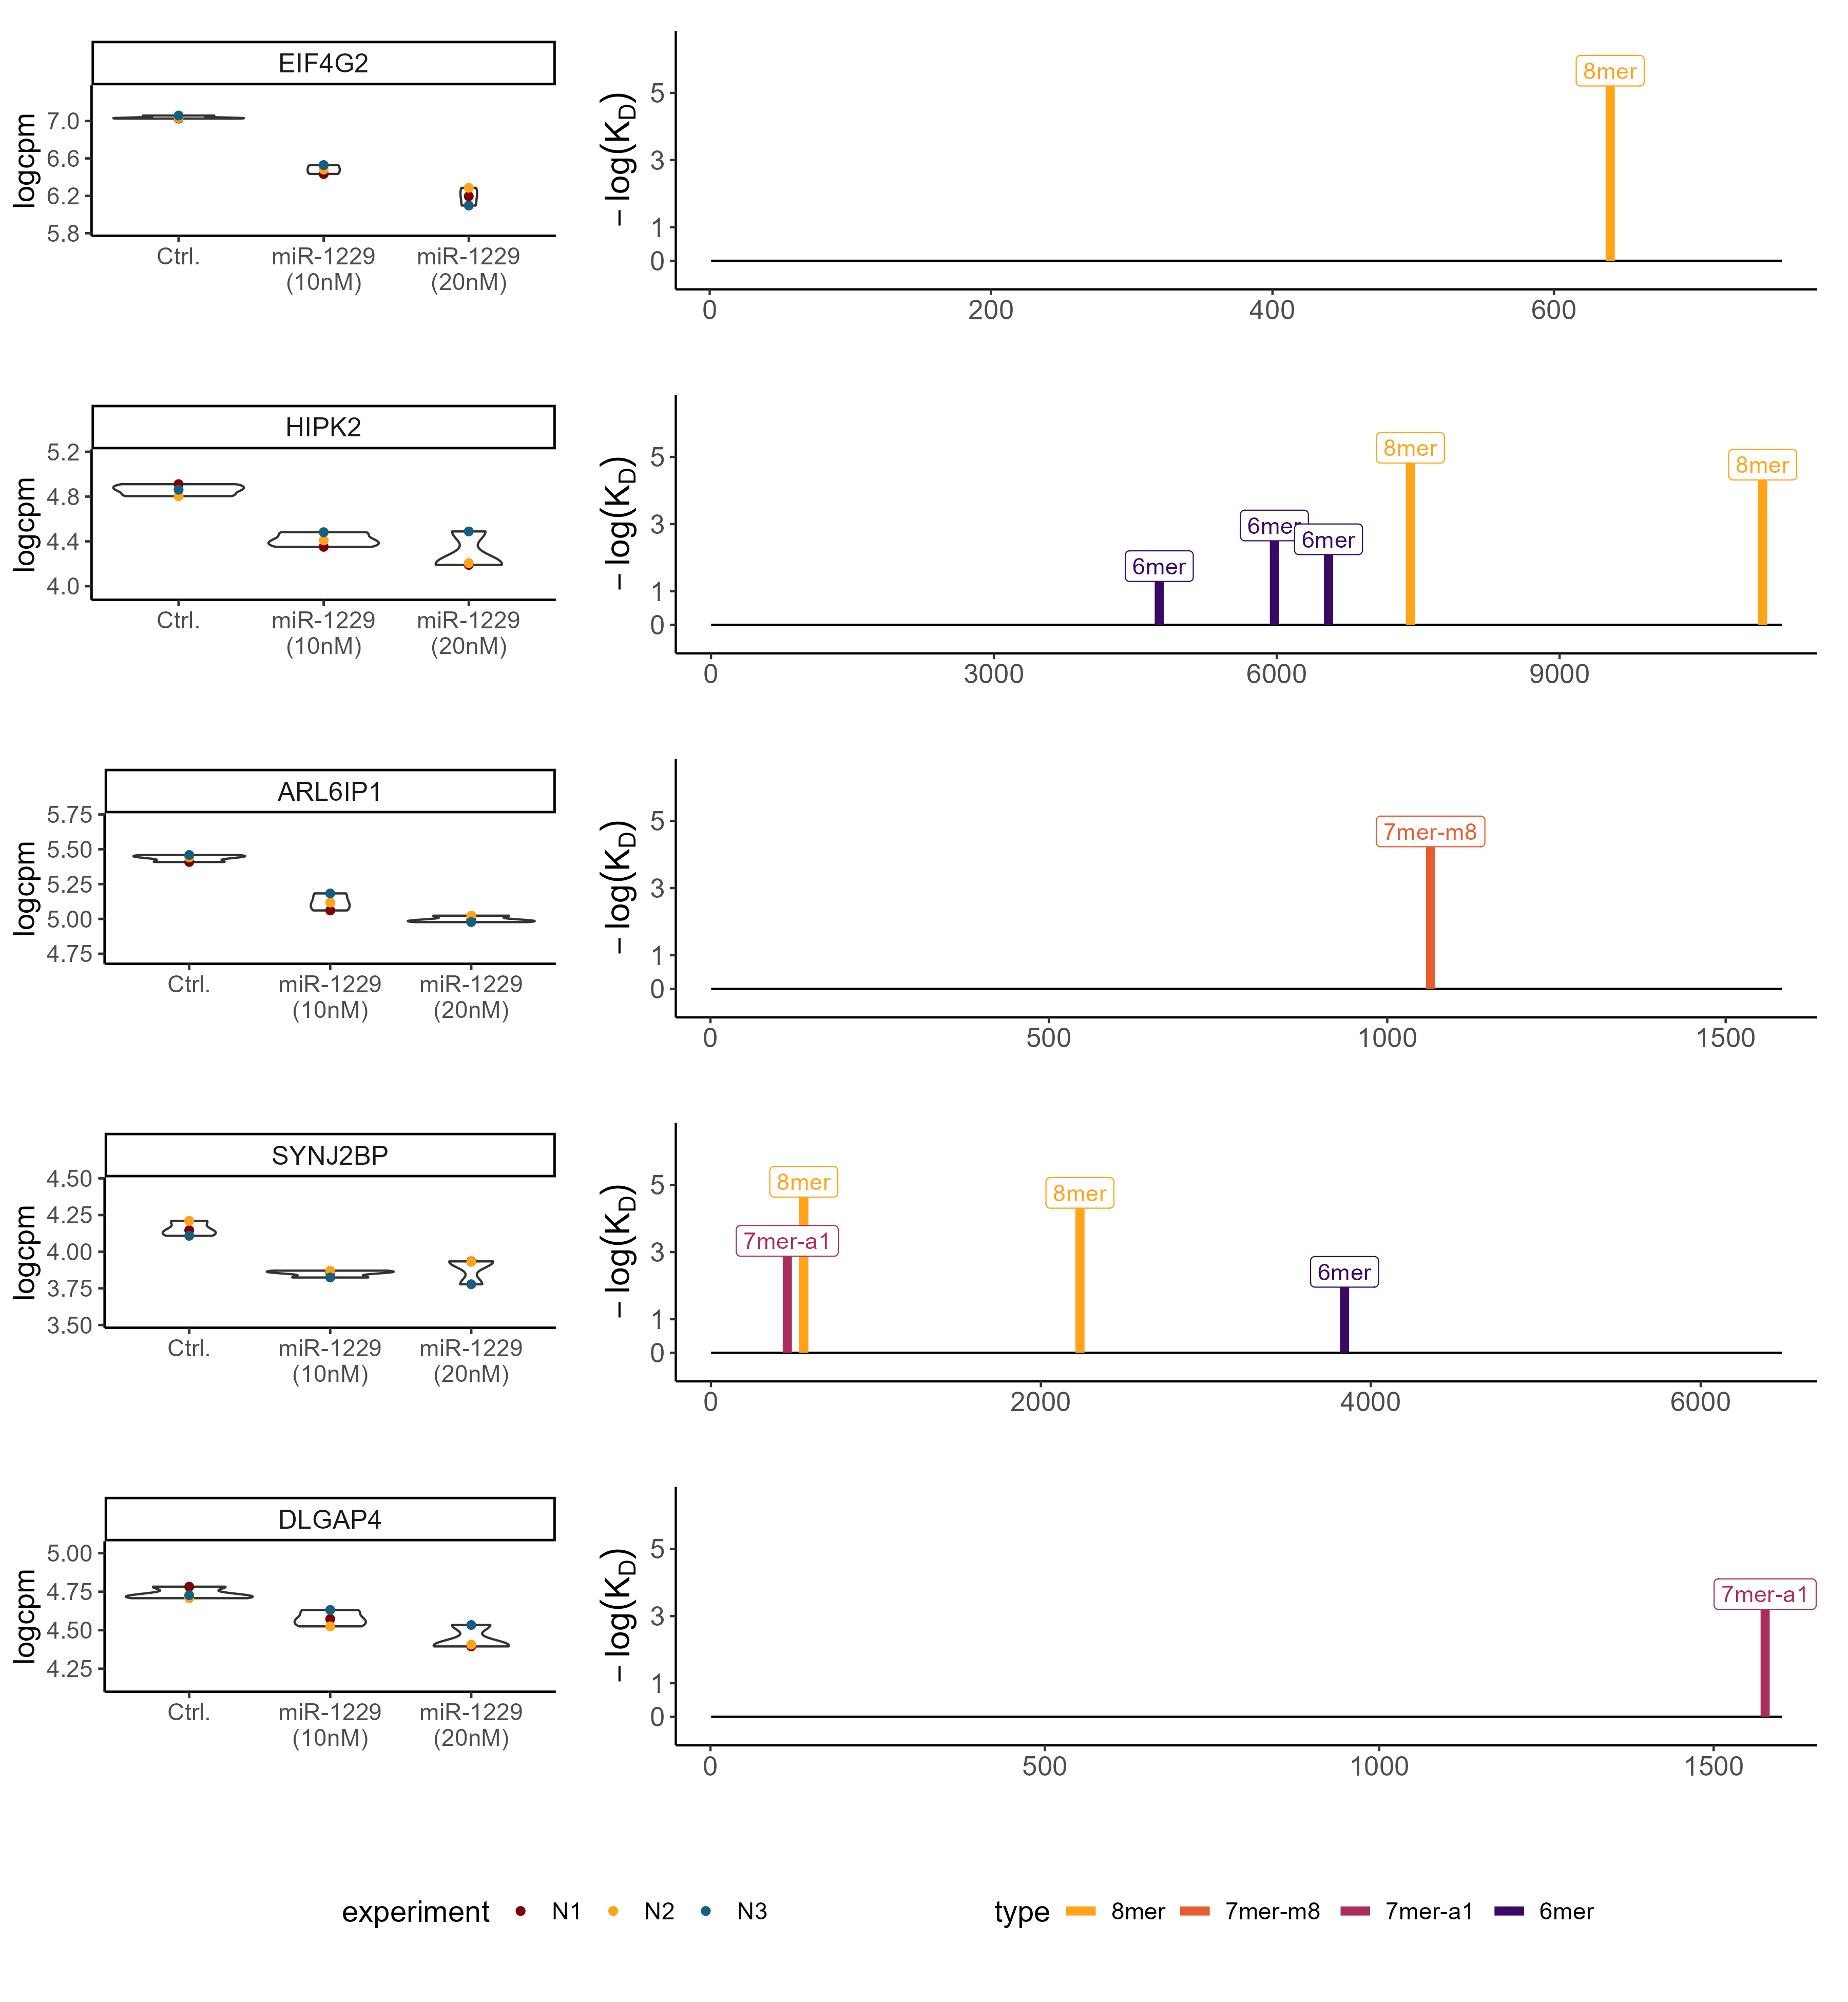 EIF4G2
logcpm
7.0
6.6
6.2
5.8
Ctrl.
miR-1229
(10nM)
miR-1229
(20nM)
− log(KD)
5
3
1
0
8mer
0 200 400 600
HIPK2
logcpm
5.2
4.8
4.4
4.0
Ctrl.
miR-1229
(10nM)
miR-1229
(20nM)
− log(KD)
5
3
1
0
6mer
6mer
6mer
8mer
8mer
0 3000 6000 9000
ARL6IP1
logcpm
5.75
5.50
5.25
5.00
4.75
Ctrl.
miR-1229
(10nM)
miR-1229
(20nM)
− log(KD)
5
3
1
0
7mer-m8
0 500 1000 1500
SYNJ2BP
logcpm
4.50
4.25
4.00
3.75
3.50
Ctrl.
miR-1229
(10nM)
miR-1229
(20nM)
− log(KD)
5
3
1
0
8mer
7mer-a1
8mer
6mer
0 2000 4000 6000
DLGAP4
logcpm
5.00
4.75
4.50
4.25
Ctrl.
miR-1229
(10nM)
miR-1229
(20nM)
− log(KD)
5
3
1
0
7mer-a1
0 500 1000 1500
experiment N1 N2 N3
type 8mer 7mer-m8 7mer-a1 6mer